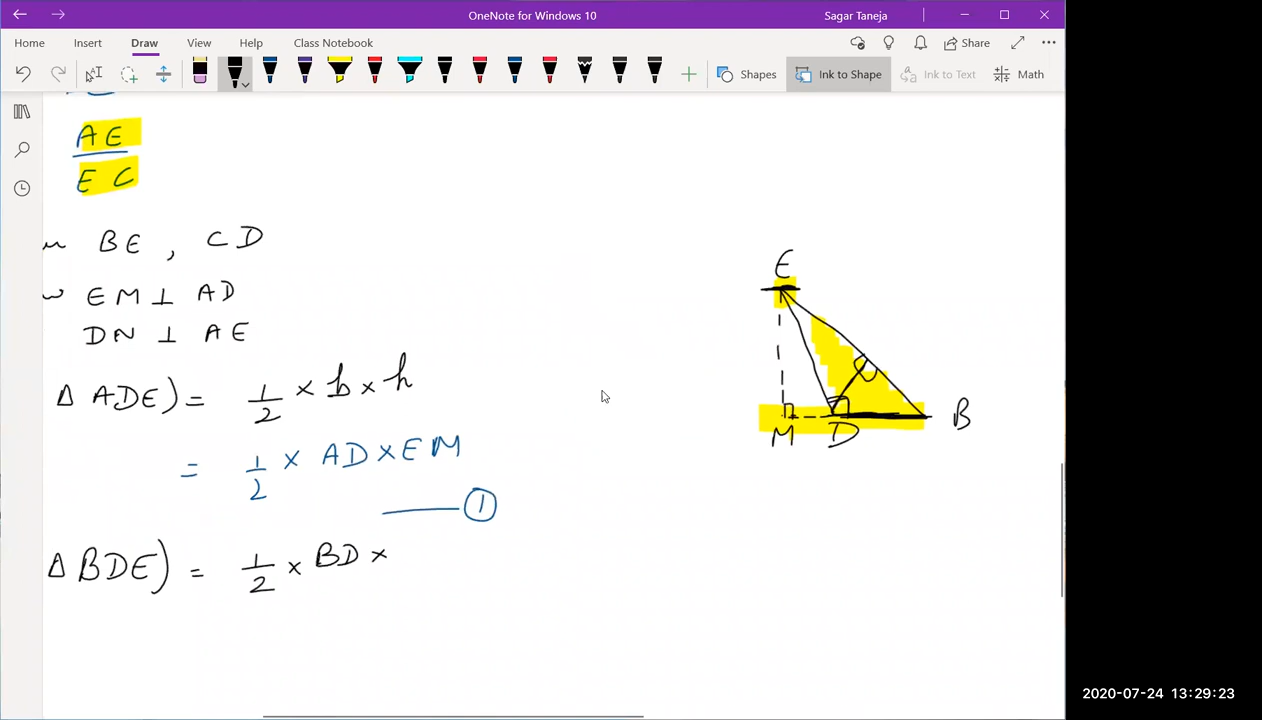 OneNote for Windows 10
Sagar Taneja
Home Insert Draw View Help Class Notebook
Share
Shapes
Ink to Shape
Ink to Text
Math
AE
EC
BE , CD
EM ⊥ AD
DN ⊥ AE
Δ ADE) = 1/2 × b × h
= 1/2 × AD × EM
①
Δ BDE) = 1/2 × BD ×
E
M D B
2020-07-24 13:29:23